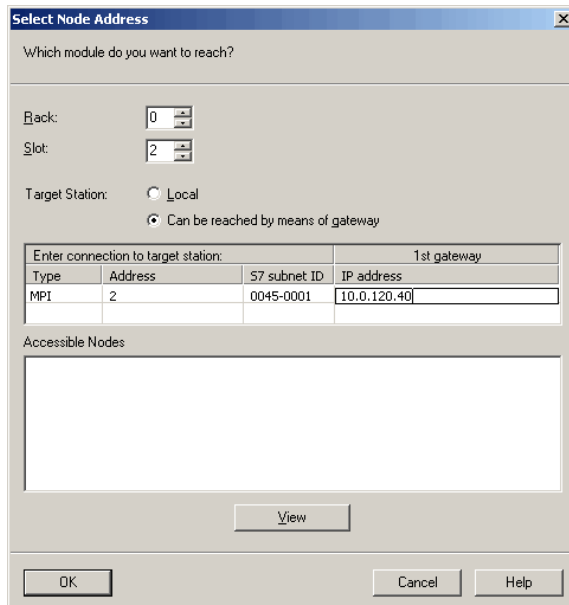 Select Node Address
Which module do you want to reach?
Rack: 0
Slot: 2
Target Station: Local
Can be reached by means of gateway
Enter connection to target station: 1st gateway
Type Address S7 subnet ID IP address
MPI 2 0045-0001 10.0.120.40
Accessible Nodes
View
OK Cancel Help